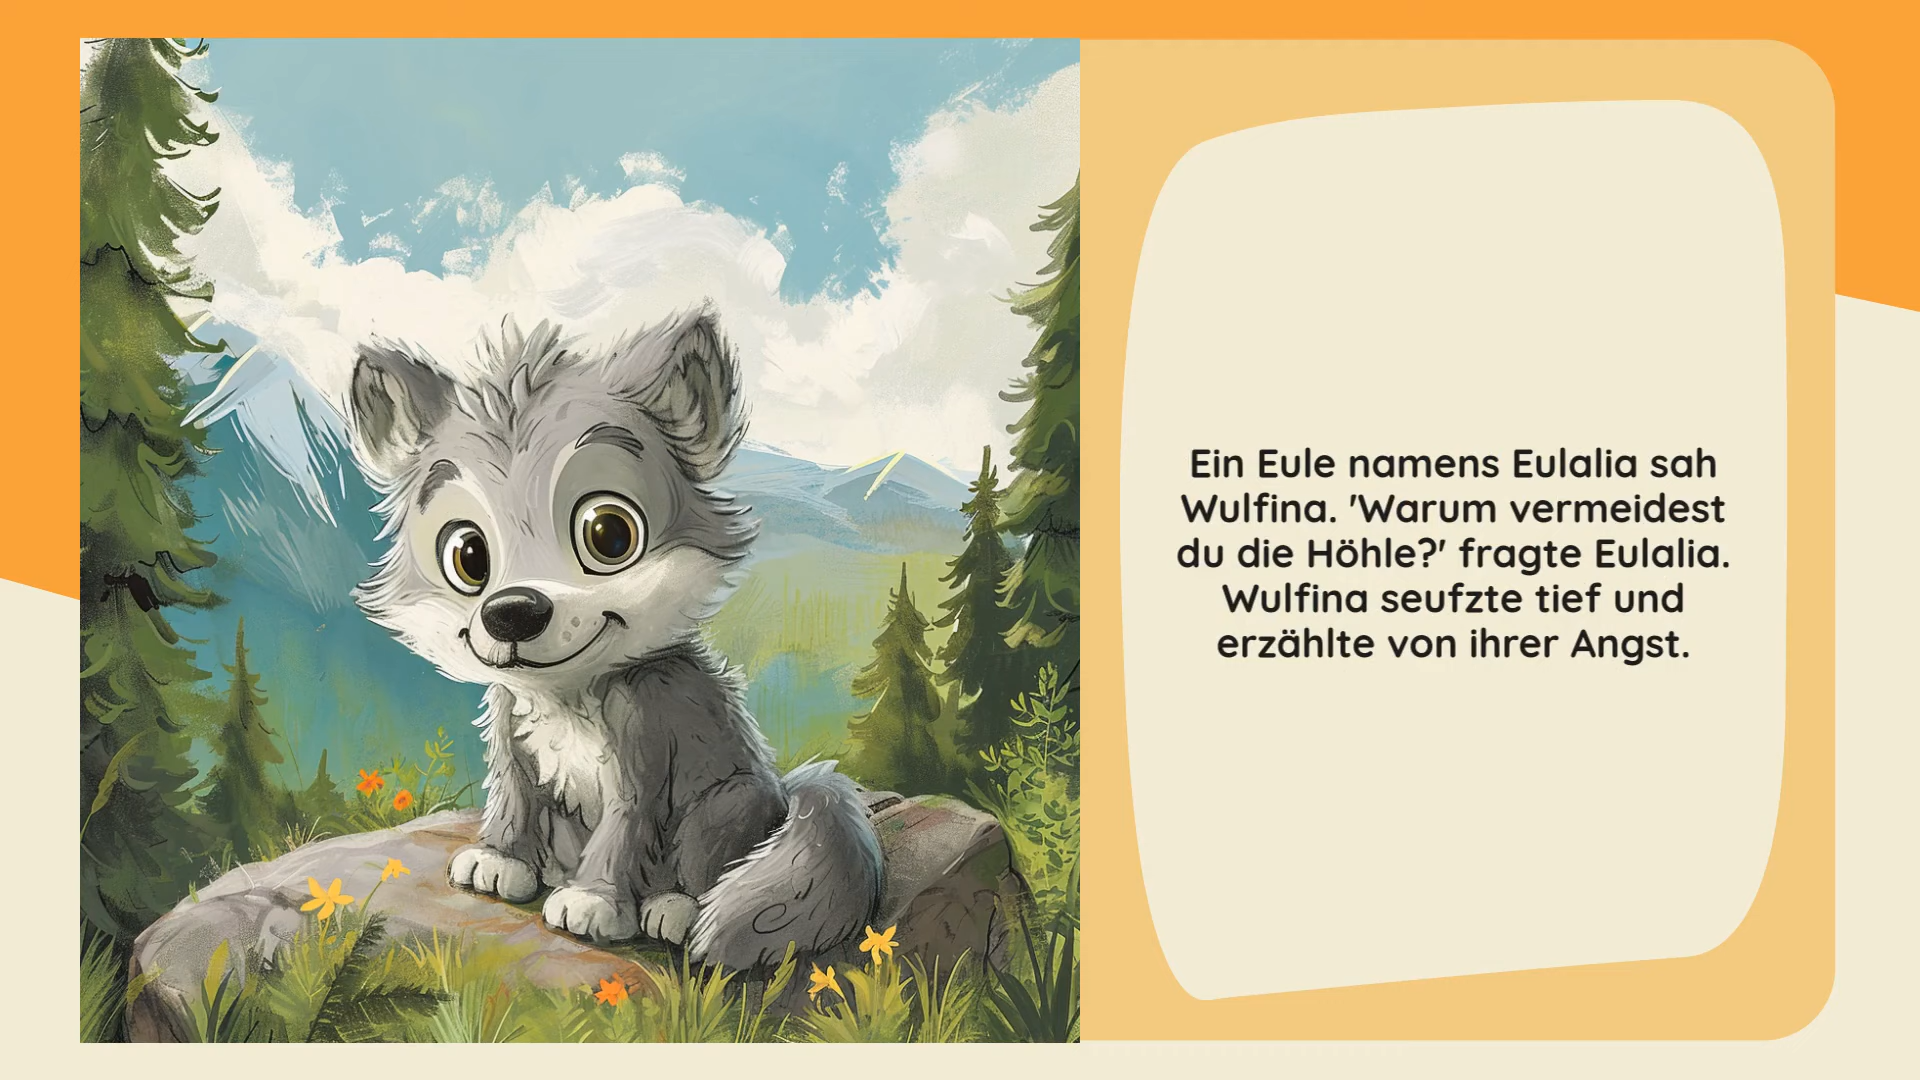 Ein Eule namens Eulalia sah
Wulfina. 'Warum vermeidest
du die Höhle?' fragte Eulalia.
Wulfina seufzte tief und
erzählte von ihrer Angst.